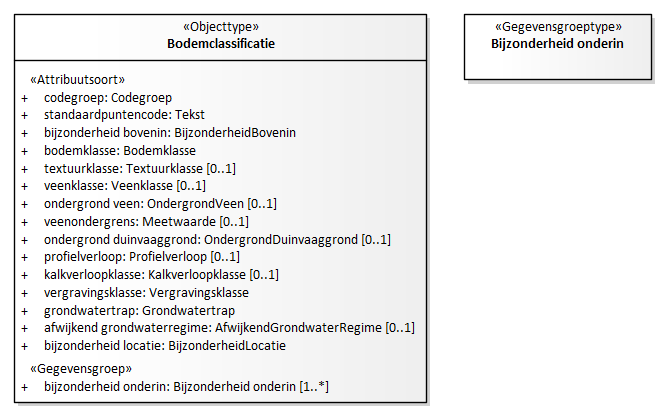 «Objecttype»
Bodemclassificatie
«Attribuutsoort»
+ codegroep: Codegroep
+ standaardpuntencode: Tekst
+ bijzonderheid bovenin: BijzonderheidBovenin
+ bodemklasse: Bodemklasse
+ textuurklasse: Textuurklasse [0..1]
+ veenklasse: Veenklasse [0..1]
+ ondergrond veen: OndergrondVeen [0..1]
+ veenondergrens: Meetwaarde [0..1]
+ ondergrond duinvaaggrond: OndergrondDuinvaaggrond [0..1]
+ profielverloop: Profielverloop [0..1]
+ kalkverloopklasse: Kalkverloopklasse [0..1]
+ vergravingsklasse: Vergravingsklasse
+ grondwatertrap: Grondwatertrap
+ afwijkend grondwaterregime: AfwijkendGrondwaterRegime [0..1]
+ bijzonderheid locatie: BijzonderheidLocatie
«Gegevensgroep»
+ bijzonderheid onderin: Bijzonderheid onderin [1..*]
«Gegevensgroeptype»
Bijzonderheid onderin